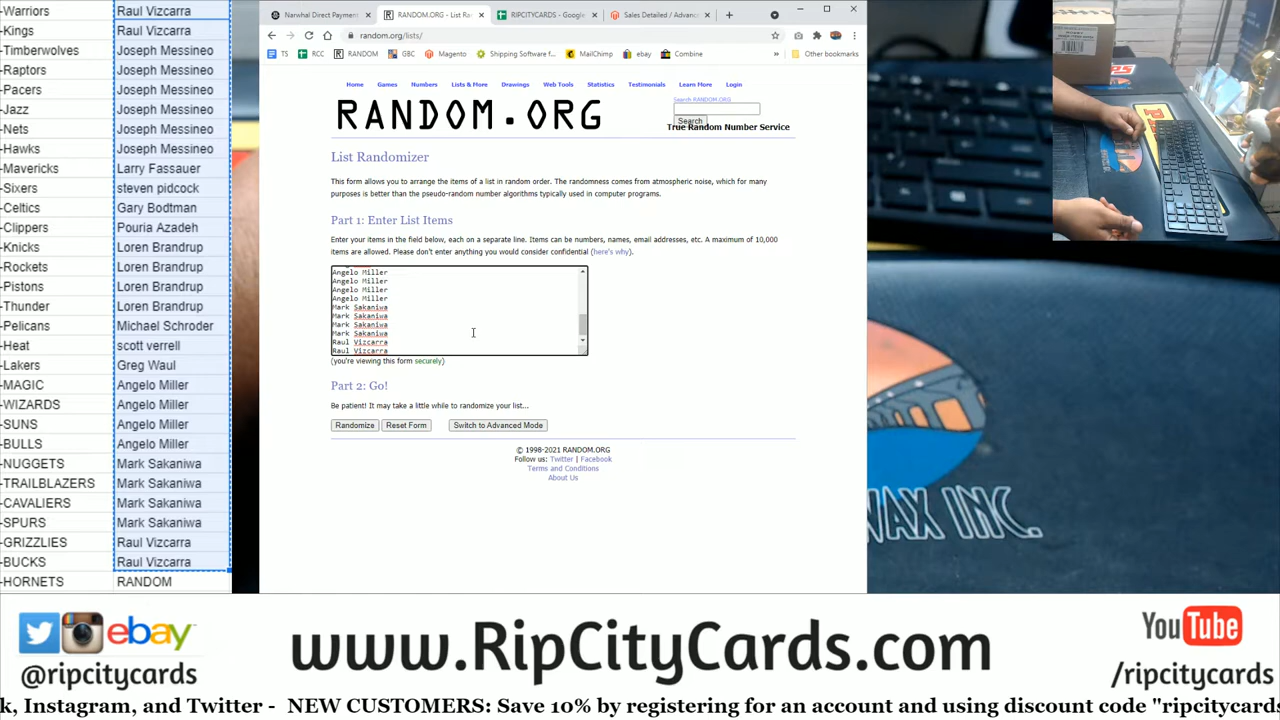 -Warriors Raul Vizcarra
-Kings Raul Vizcarra
-Timberwolves Joseph Messineo
-Raptors Joseph Messineo
-Pacers Joseph Messineo
-Jazz Joseph Messineo
-Nets Joseph Messineo
-Hawks Joseph Messineo
-Mavericks Larry Fassauer
-Sixers steven pidcock
-Celtics Gary Bodtman
-Clippers Pouria Azadeh
-Knicks Loren Brandrup
-Rockets Loren Brandrup
-Pistons Loren Brandrup
-Thunder Loren Brandrup
-Pelicans Michael Schroder
-Heat scott verrell
-Lakers Greg Waul
-MAGIC Angelo Miller
-WIZARDS Angelo Miller
-SUNS Angelo Miller
-BULLS Angelo Miller
-NUGGETS Mark Sakaniwa
-TRAILBLAZERS Mark Sakaniwa
-CAVALIERS Mark Sakaniwa
-SPURS Mark Sakaniwa
-GRIZZLIES Raul Vizcarra
-BUCKS Raul Vizcarra
-HORNETS RANDOM
Narwhal Direct Payment
RANDOM.ORG - List Ra
RIPCITYCARDS - Google
Sales Detailed / Advanc
random.org/lists/
TS RCC RANDOM GBC Magento Shipping Software f... MailChimp ebay Combine » Other bookmarks
Home Games Numbers Lists & More Drawings Web Tools Statistics Testimonials Learn More Login
RANDOM.ORG
Search RANDOM.ORG
Search
True Random Number Service
List Randomizer
This form allows you to arrange the items of a list in random order. The randomness comes from atmospheric noise, which for many
purposes is better than the pseudo-random number algorithms typically used in computer programs.
Part 1: Enter List Items
Enter your items in the field below, each on a separate line. Items can be numbers, names, email addresses, etc. A maximum of 10,000
items are allowed. Please don't enter anything you would consider confidential (here's why).
Angelo Miller
Angelo Miller
Angelo Miller
Angelo Miller
Mark Sakaniwa
Mark Sakaniwa
Mark Sakaniwa
Mark Sakaniwa
Raul Vizcarra
Raul Vizcarra
(you're viewing this form securely)
Part 2: Go!
Be patient! It may take a little while to randomize your list...
Randomize Reset Form Switch to Advanced Mode
© 1998-2021 RANDOM.ORG
Follow us: Twitter | Facebook
Terms and Conditions
About Us
WAX INC.
ebay
@ripcitycards
www.RipCityCards.com
YouTube
/ripcitycards
k, Instagram, and Twitter - NEW CUSTOMERS: Save 10% by registering for an account and using discount code "ripcitycards